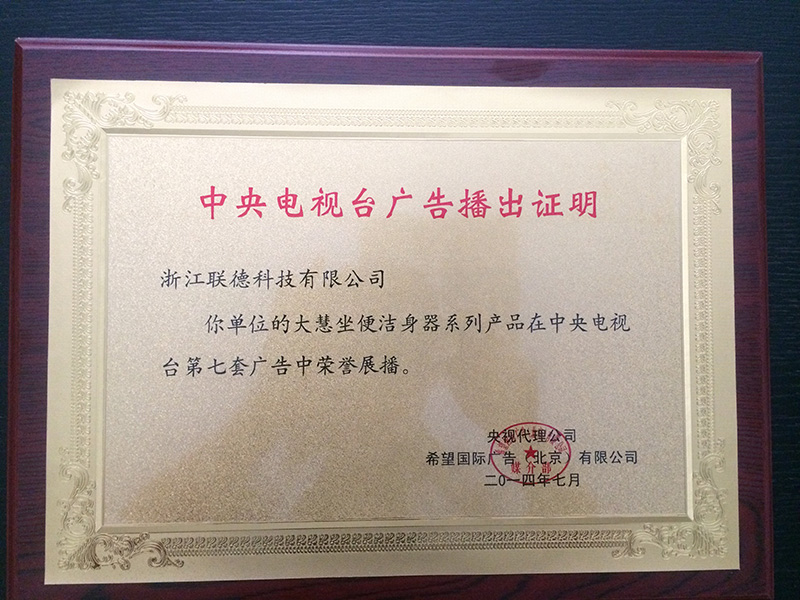 中央电视台广告播出证明
浙江联德科技有限公司
你单位的大慧坐便洁身器系列产品在中央电视
台第七套广告中荣誉展播。
央视代理公司
希望国际广告（北京）有限公司
媒介部
二0一四年七月